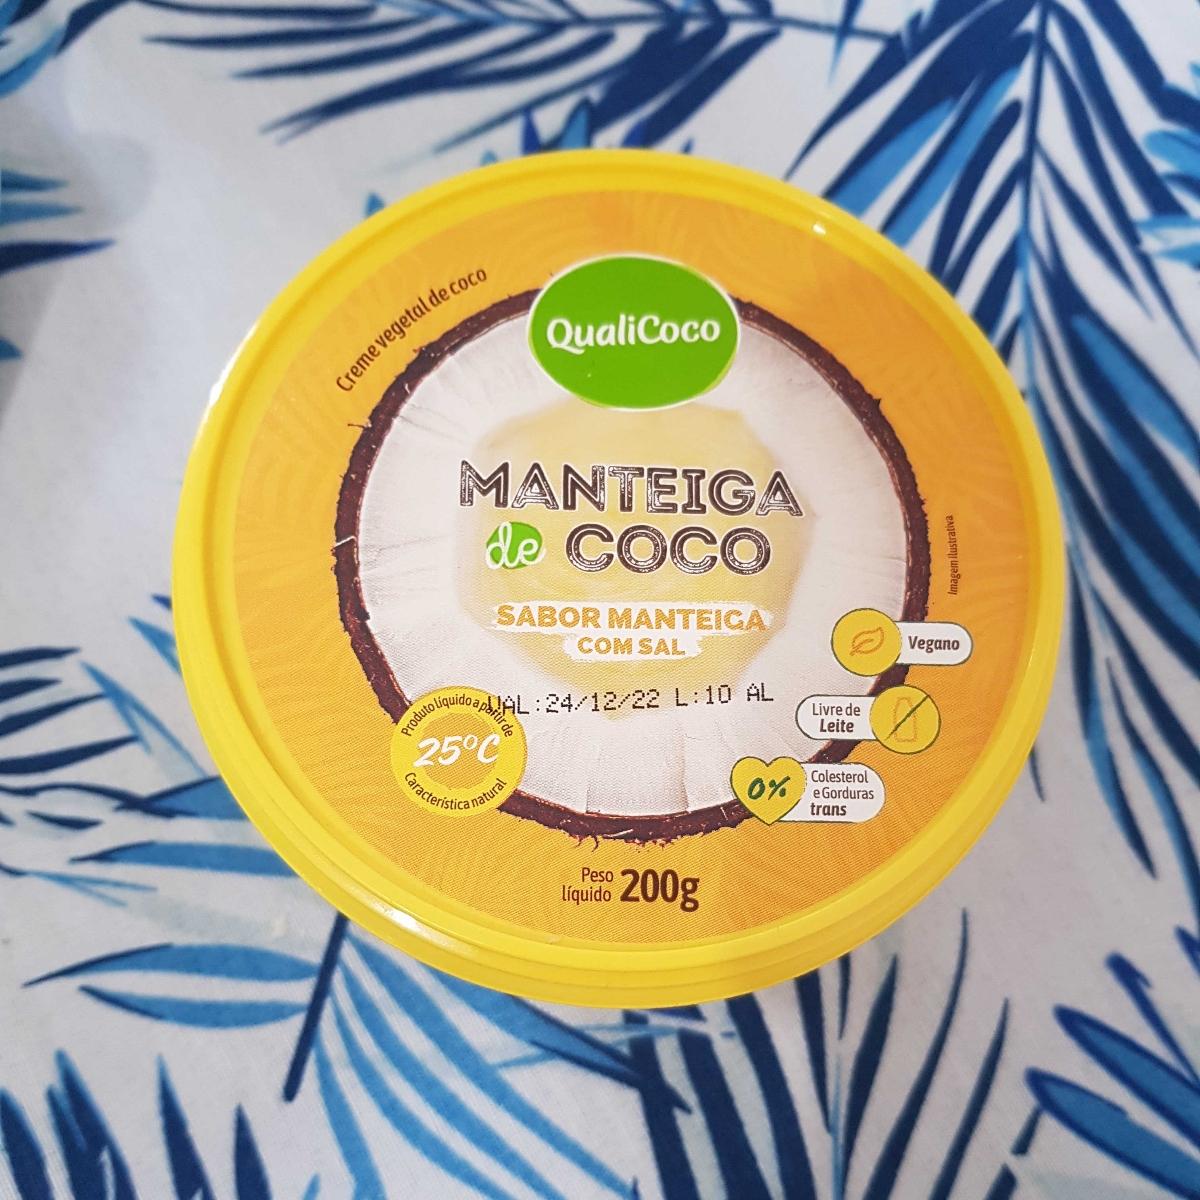 Creme vegetal de coco
QualiCoco
MANTEIGA
de COCO
SABOR MANTEIGA
COM SAL
Imagem Ilustrativa
VAL:24/12/22 L:10 AL
Produto líquido a partir de
25°C
Característica natural
Vegano
Livre de
Leite
0%
Colesterol
e Gorduras
trans
Peso
líquido 200g